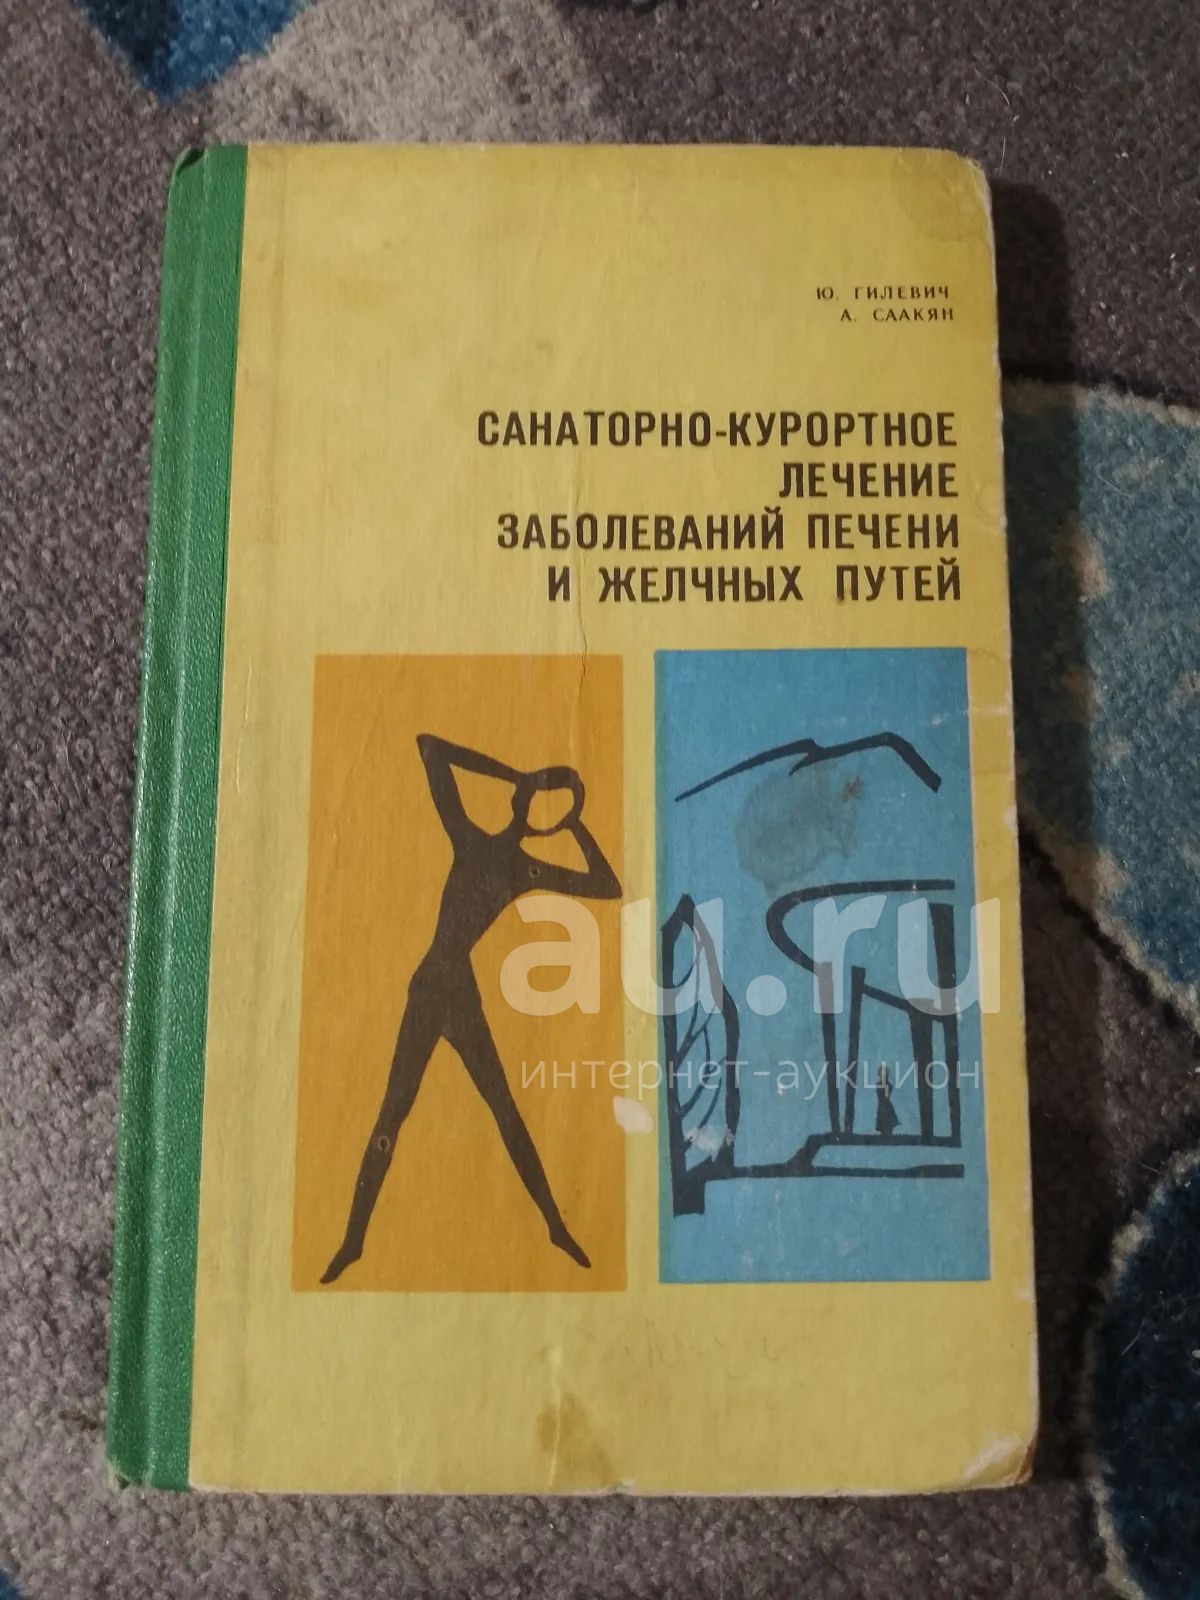 Ю. ГИЛЕВИЧ
А. СААКЯН
САНАТОРНО-КУРОРТНОЕ
ЛЕЧЕНИЕ
ЗАБОЛЕВАНИЙ ПЕЧЕНИ
И ЖЕЛЧНЫХ ПУТЕЙ
au.ru
интернет-аукцион